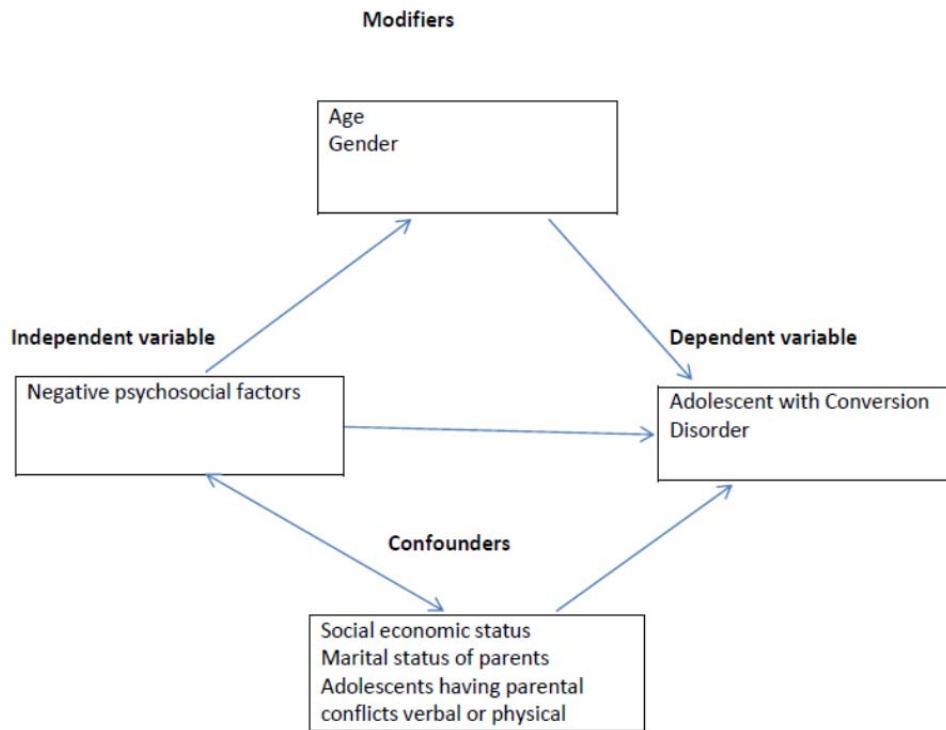 Modifiers
Age
Gender
Independent variable
Dependent variable
Negative psychosocial factors
Adolescent with Conversion
Disorder
Confounders
Social economic status
Marital status of parents
Adolescents having parental
conflicts verbal or physical